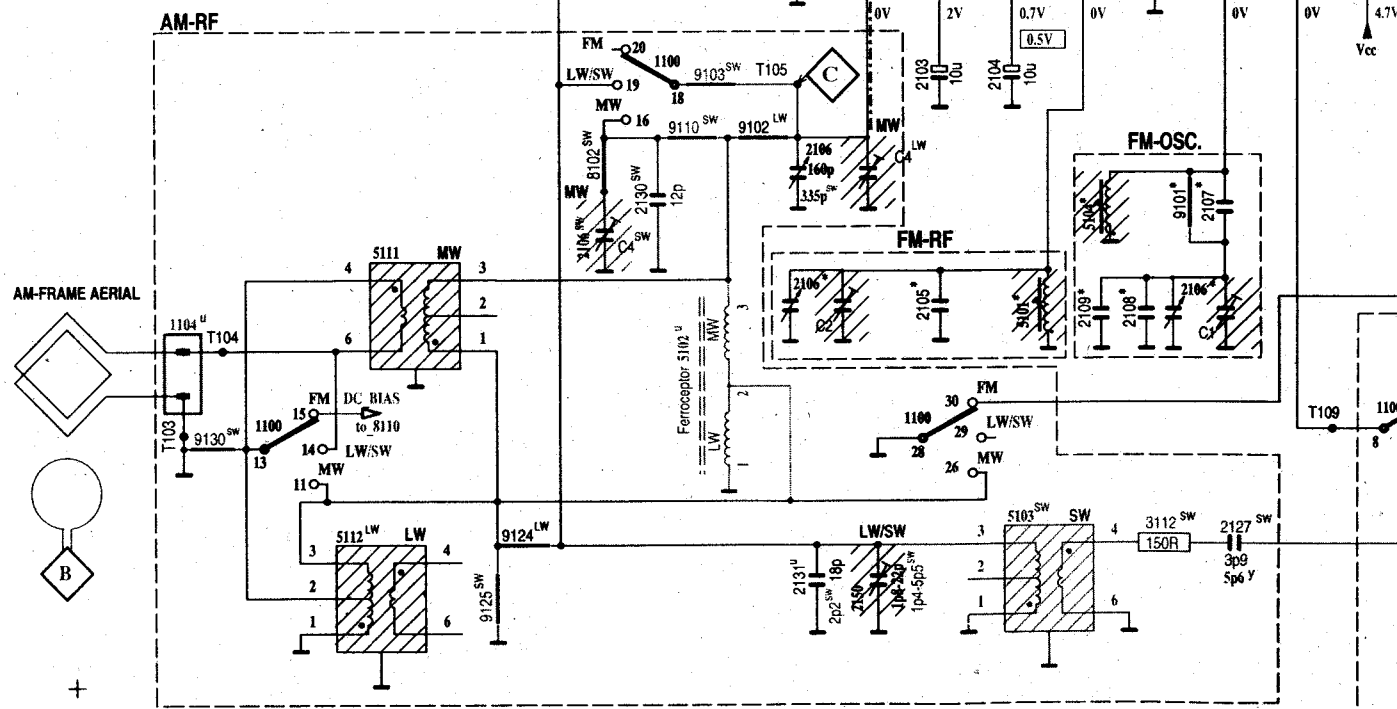 AM-RF
0V
2V
0.7V
0V
0V
0V
4.7V
0.5V
Vcc
FM
20
1100
9103 SW
T105
C
LW/SW
19
18
MW
16
2103
10u
2104
10u
9110 SW
9102 LW
MW
C4 LW
8102 SW
2130 SW
12p
2106
160p
335p SW
MW
2106 SW
C4 SW
FM-OSC.
5104*
9101*
2107*
FM-RF
2106*
C2
2105*
5101*
2109*
2108*
2106*
C1
5111
MW
4
3
2
6
1
AM-FRAME AERIAL
1104 u
T104
T103
9130 SW
FM
15
DC_BIAS
to_8110
1100
13
14
LW/SW
MW
11
Ferroceptor 5102 u
MW
LW
3
2
1
FM
30
1100
LW/SW
29
28
26
MW
T109
1100
8
B
5112 LW
LW
3
4
2
1
6
9124 LW
9125 SW
LW/SW
2131 u
18p
2p2 SW
2150
1p8-22p
1p4-5p5 SW
5103 SW
SW
3
4
2
1
6
3112 SW
150R
2127 SW
3p9
5p6 y